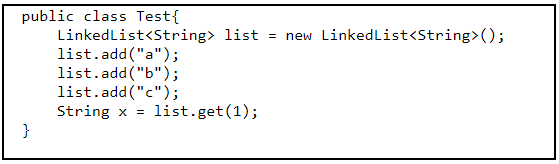 public class Test{
    LinkedList<String> list = new LinkedList<String>();
    list.add("a");
    list.add("b");
    list.add("c");
    String x = list.get(1);
}